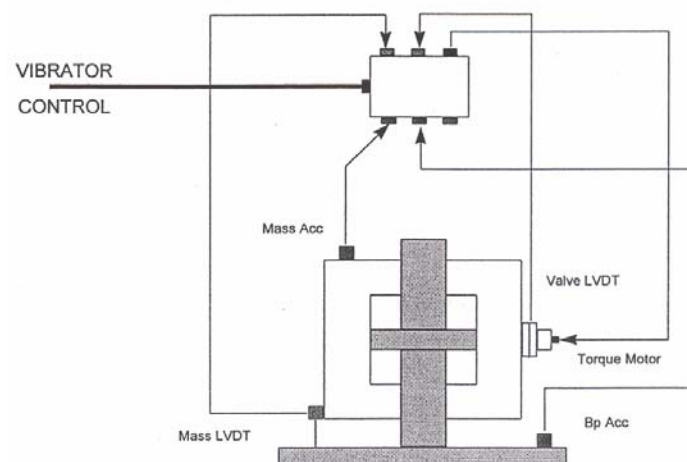 VIBRATOR
CONTROL
Mass Acc
Valve LVDT
Torque Motor
Mass LVDT
Bp Acc